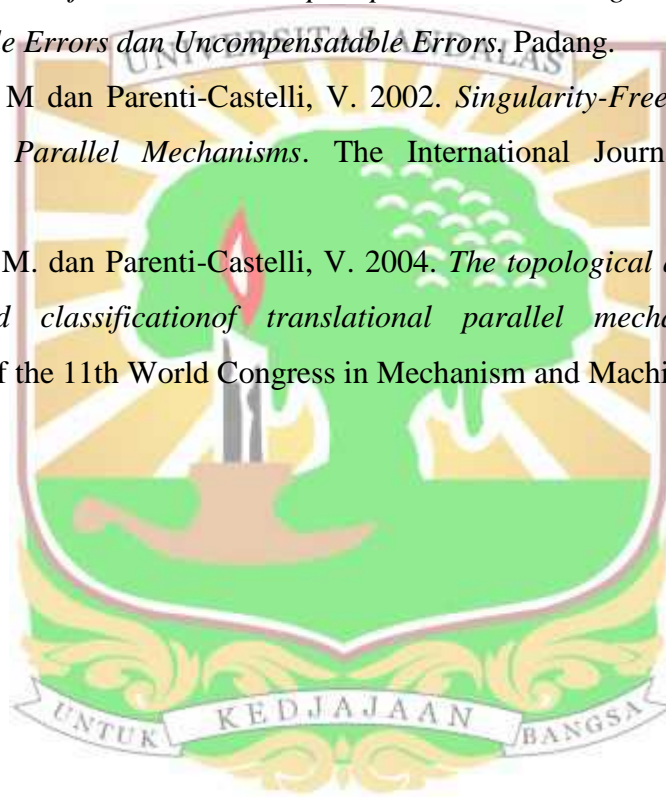 le Errors dan Uncompensatable Errors. Padang.
UNIVERSITAS ANDALAS
M dan Parenti-Castelli, V. 2002. Singularity-Free
Parallel Mechanisms. The International Journ
M. dan Parenti-Castelli, V. 2004. The topological
d classificationof translational parallel mecha
f the 11th World Congress in Mechanism and Machi
UNTUK KEDJAJAAN BANGSA